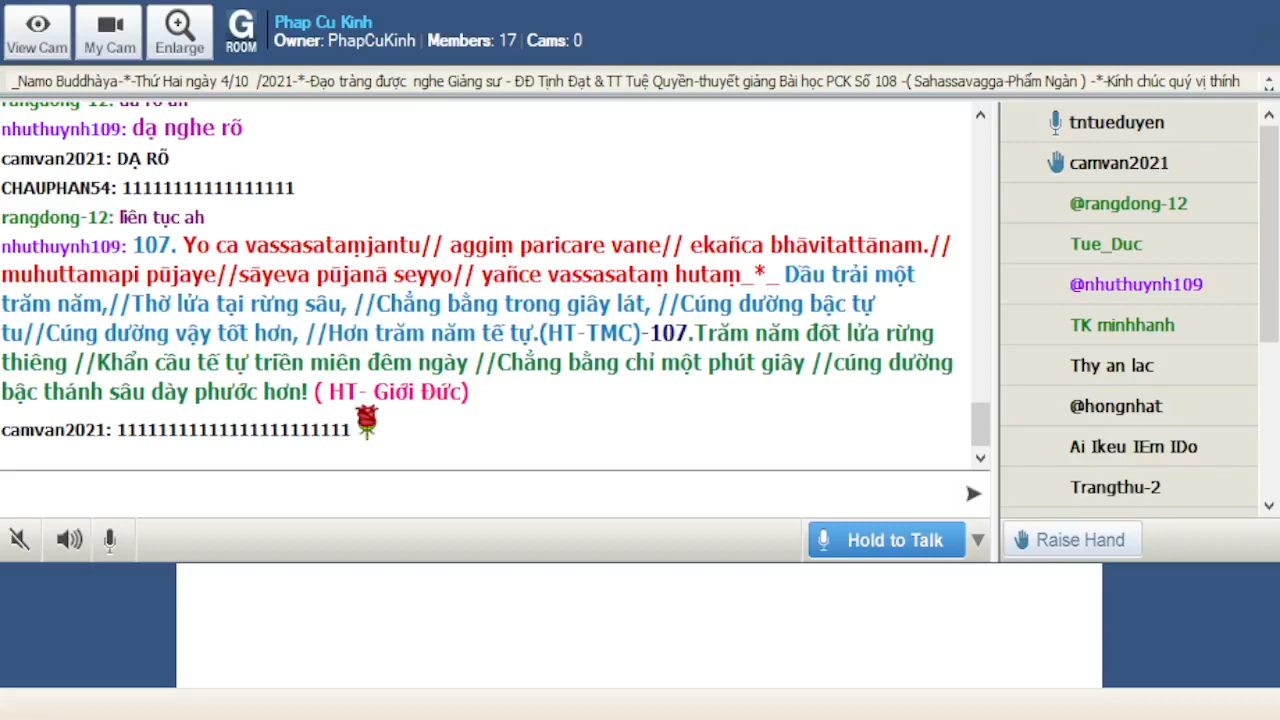 View Cam
My Cam
Enlarge
G
ROOM
Phap Cu Kinh
Owner: PhapCuKinh | Members: 17 | Cams: 0
_Namo Buddhàya-*-Thứ Hai ngày 4/10 /2021-*-Đạo tràng được nghe Giảng sư - ĐĐ Tịnh Đạt & TT Tuệ Quyền-thuyết giảng Bài học PCK Số 108 -( Sahassavagga-Phẩm Ngàn ) -*-Kính chúc quý vị thính
rangdong-12: dạ rõ ah
nhuthuynh109: dạ nghe rõ
camvan2021: DẠ RÕ
CHAUPHAN54: 11111111111111111
rangdong-12: liên tục ah
nhuthuynh109: 107. Yo ca vassasataṃjantu// aggiṃ paricare vane// ekañca bhāvitattānam.//
muhuttamapi pūjaye//sāyeva pūjanā seyyo// yañce vassasataṃ hutaṃ_*_ Dầu trải một
trăm năm,//Thờ lửa tại rừng sâu, //Chẳng bằng trong giây lát, //Cúng dường bậc tự
tu//Cúng dường vậy tốt hơn, //Hơn trăm năm tế tự.(HT-TMC)-107.Trăm năm đốt lửa rừng
thiêng //Khẩn cầu tế tự triền miên đêm ngày //Chẳng bằng chỉ một phút giây //cúng dường
bậc thánh sâu dày phước hơn! ( HT- Giới Đức)
camvan2021: 11111111111111111111111
tntueduyen
camvan2021
@rangdong-12
Tue_Duc
@nhuthuynh109
TK minhhanh
Thy an lac
@hongnhat
Ai Ikeu IEm IDo
Trangthu-2
Hold to Talk
Raise Hand